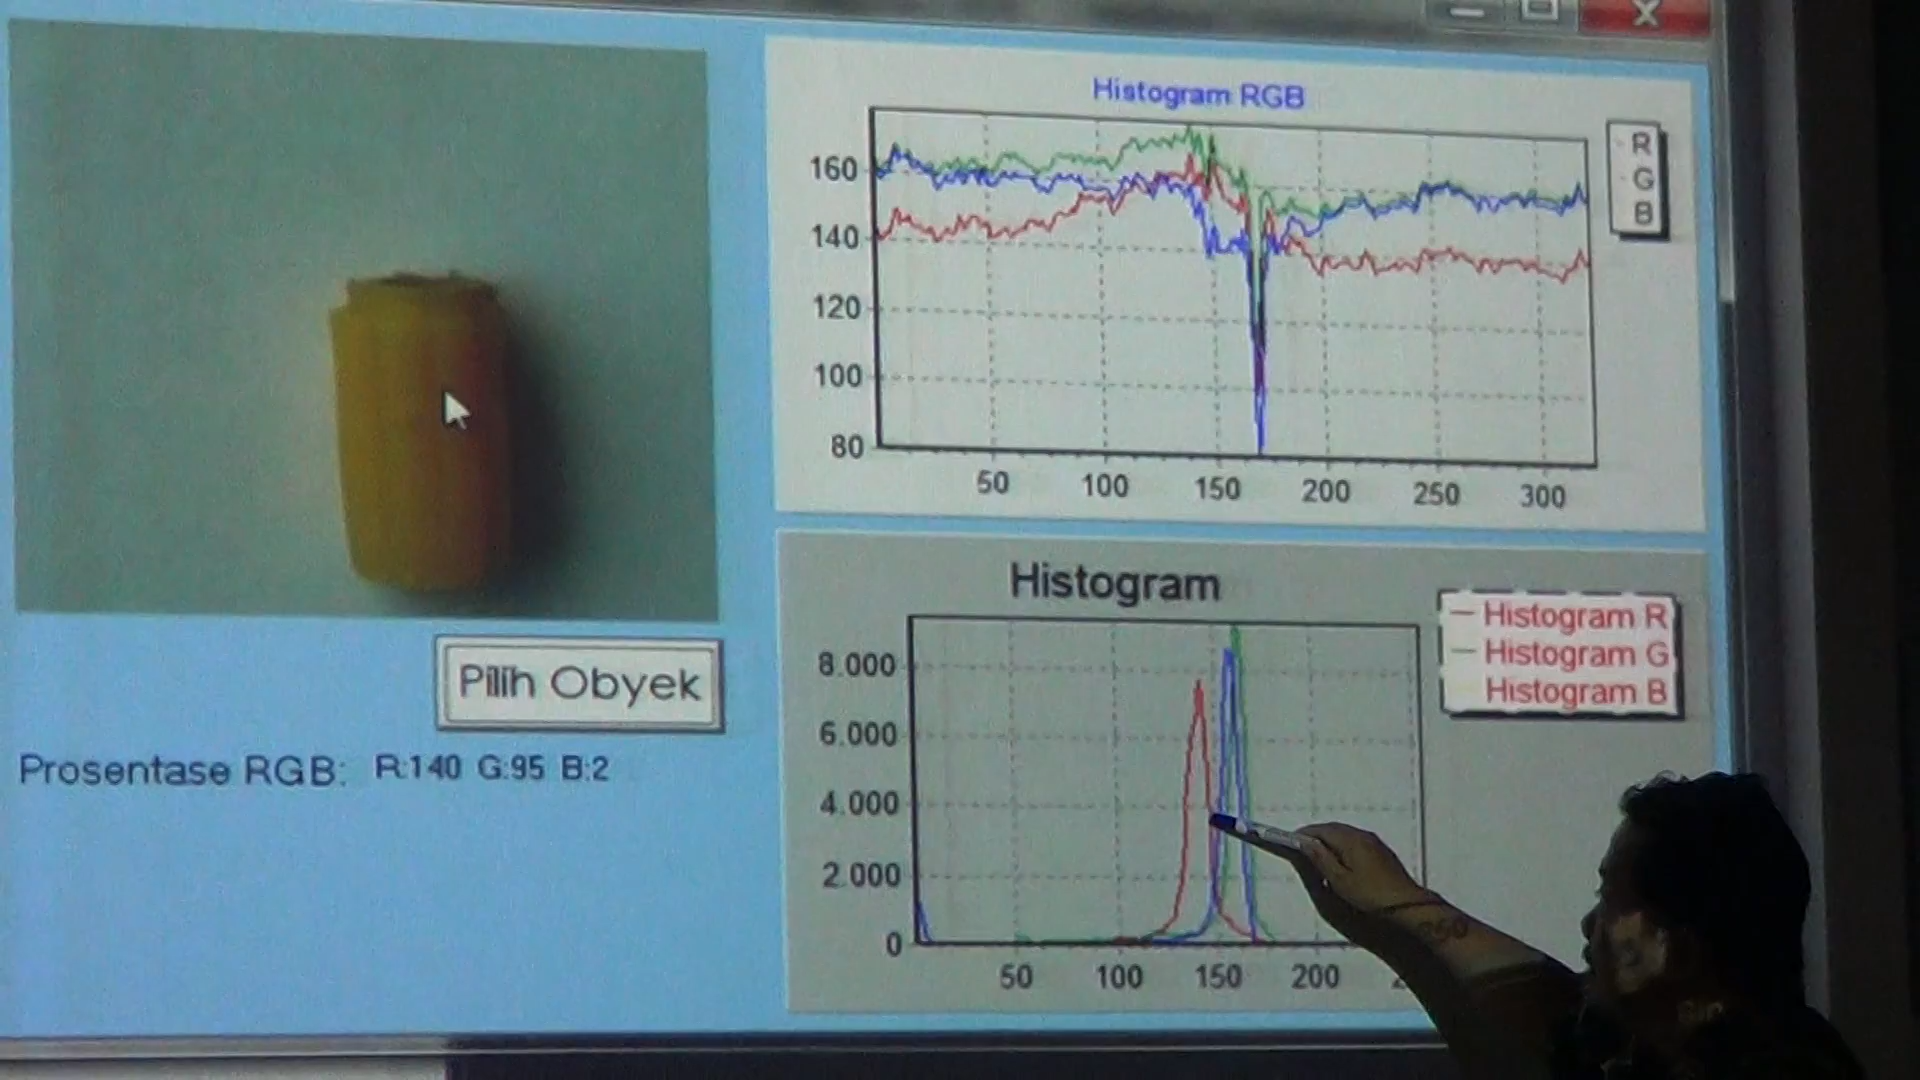 Histogram RGB
R
G
B
160
140
120
100
80
50 100 150 200 250 300
Pilih Obyek
Prosentase RGB: R:140 G:95 B:2
Histogram
Histogram R
Histogram G
Histogram B
8.000
6.000
4.000
2.000
0
50 100 150 200